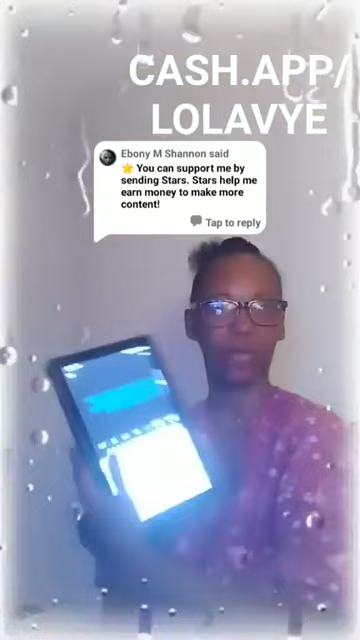 CASH.APP/
LOLAVYE
Ebony M Shannon said
⭐ You can support me by
sending Stars. Stars help me
earn money to make more
content!
Tap to reply